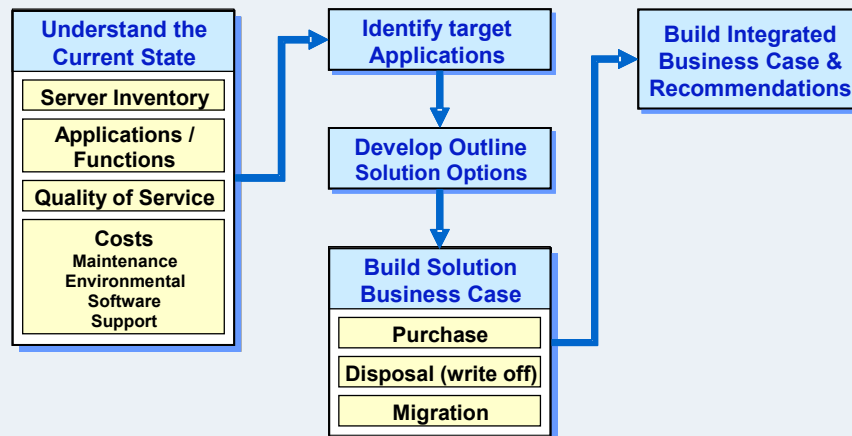 Understand the
Current State
Server Inventory
Applications /
Functions
Quality of Service
Costs
Maintenance
Environmental
Software
Support
Identify target
Applications
Develop Outline
Solution Options
Build Solution
Business Case
Purchase
Disposal (write off)
Migration
Build Integrated
Business Case &
Recommendations